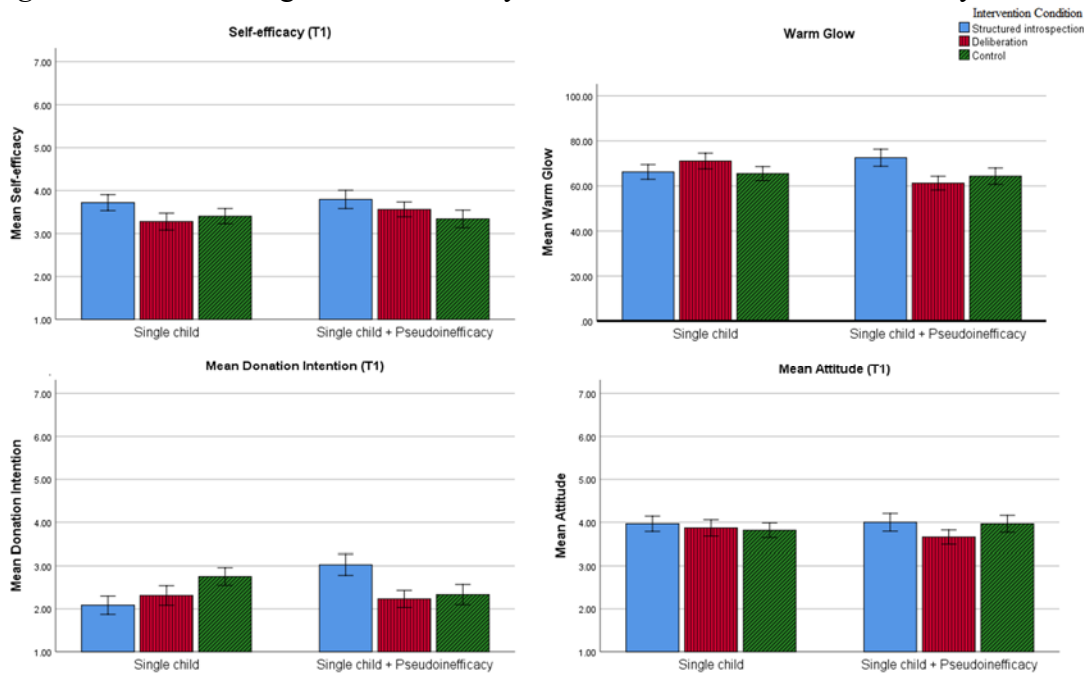 Intervention Condition
Structured introspection
Deliberation
Control
Self-efficacy (T1)
Mean Self-efficacy
7.00
6.00
5.00
4.00
3.00
2.00
1.00
Single child
Single child + Pseudoinefficacy
Warm Glow
Mean Warm Glow
100.00
80.00
60.00
40.00
20.00
.00
Single child
Single child + Pseudoinefficacy
Mean Donation Intention (T1)
Mean Donation Intention
7.00
6.00
5.00
4.00
3.00
2.00
1.00
Single child
Single child + Pseudoinefficacy
Mean Attitude (T1)
Mean Attitude
7.00
6.00
5.00
4.00
3.00
2.00
1.00
Single child
Single child + Pseudoinefficacy